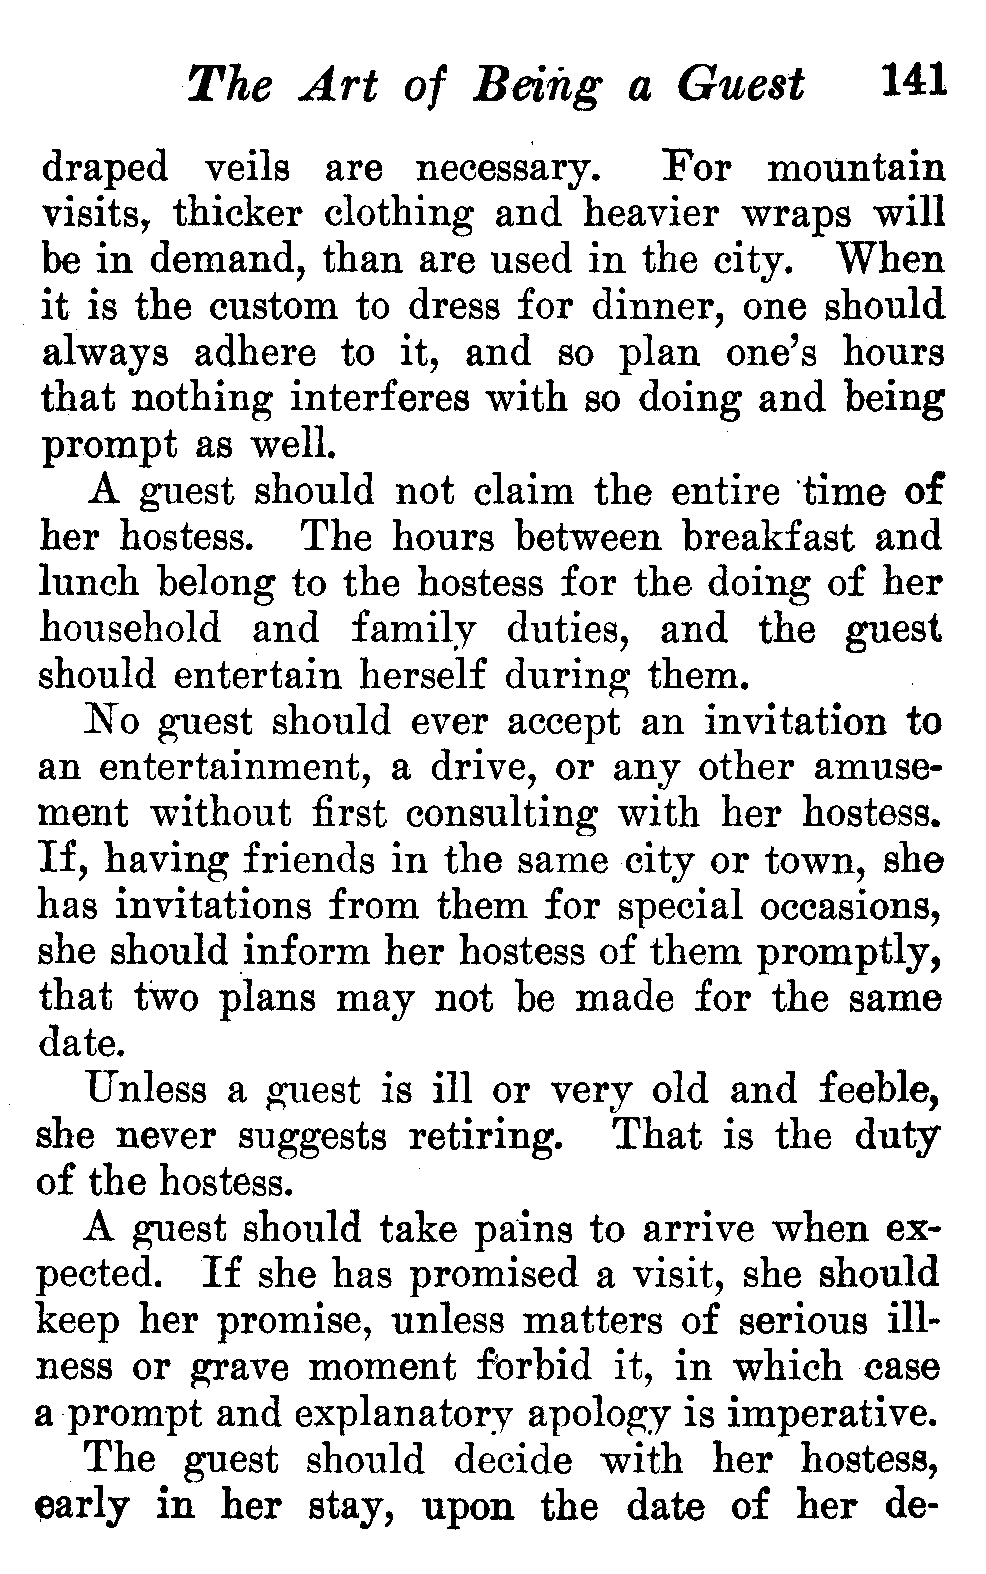 The Art of Being a Guest 141
draped veils are necessary. For mountain
visits, thicker clothing and heavier wraps will
be in demand, than are used in the city. When
it is the custom to dress for dinner, one should
always adhere to it, and so plan one's hours
that nothing interferes with so doing and being
prompt as well.
A guest should not claim the entire time of
her hostess. The hours between breakfast and
lunch belong to the hostess for the doing of her
household and family duties, and the guest
should entertain herself during them.
No guest should ever accept an invitation to
an entertainment, a drive, or any other amuse-
ment without first consulting with her hostess.
If, having friends in the same city or town, she
has invitations from them for special occasions,
she should inform her hostess of them promptly,
that two plans may not be made for the same
date.
Unless a guest is ill or very old and feeble,
she never suggests retiring. That is the duty
of the hostess.
A guest should take pains to arrive when ex-
pected. If she has promised a visit, she should
keep her promise, unless matters of serious ill-
ness or grave moment forbid it, in which case
a prompt and explanatory apology is imperative.
The guest should decide with her hostess,
early in her stay, upon the date of her de-